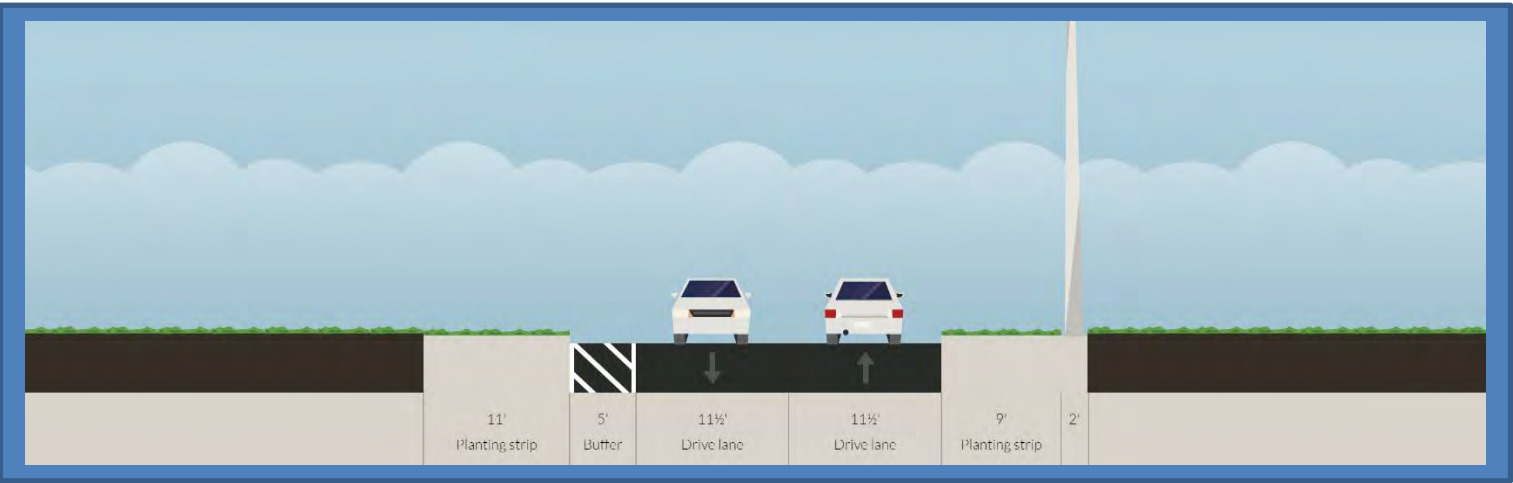 11' 5' 11½' 11½' 9' 2'
Planting strip Buffer Drive lane Drive lane Planting strip